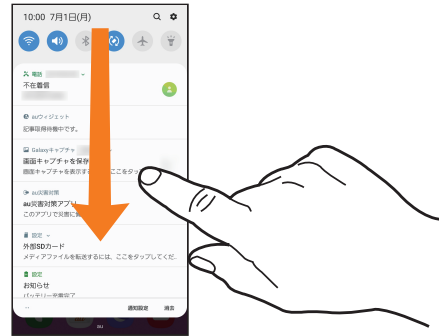 10:00 7月1日(月)
電話
不在着信
auウィジェット
記事取得待機中です。
Galaxyキャプチャ
画面キャプチャを保存
画面キャプチャを表示す ここをタッ
au災害対策
au災害対策アプ
このアプリで災害に
設定
外部SDカード
メディアファイルを転送するには、ここをタップしてくだ
設定
お知らせ
バッテリー充電完了
通知設定 消去
au